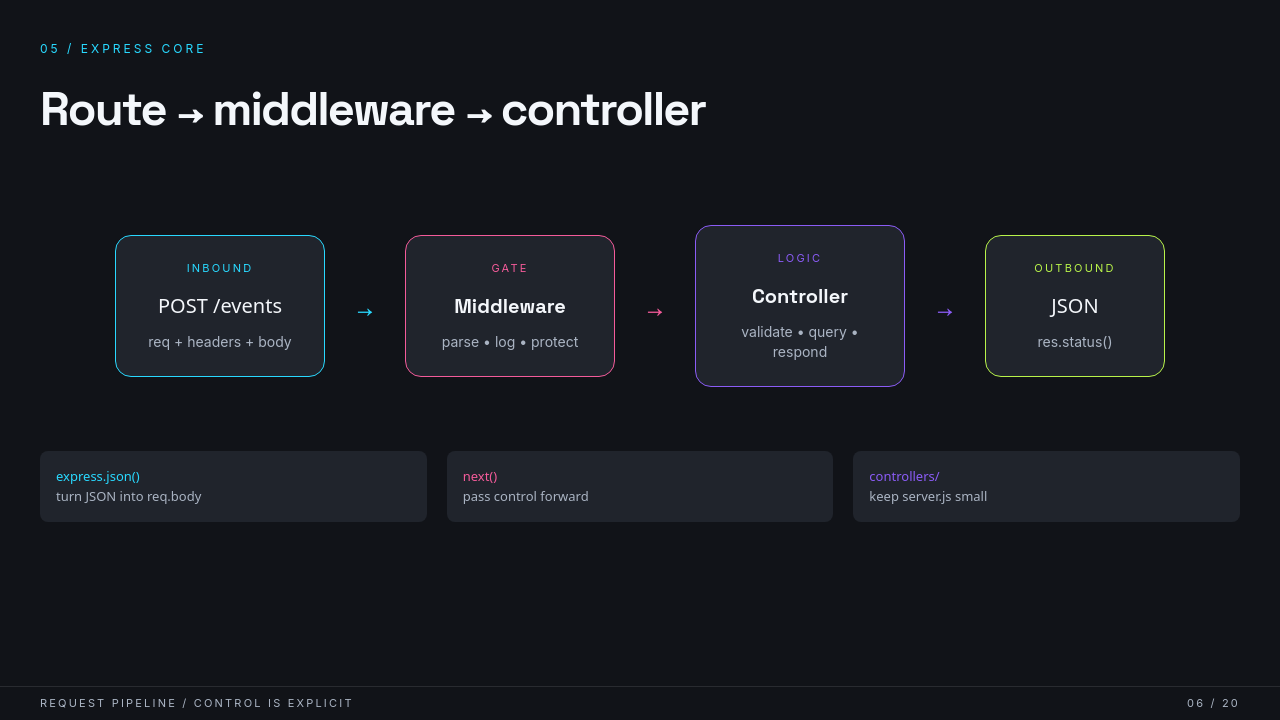 05 / EXPRESS CORE
Route → middleware → controller
INBOUND
POST /events
req + headers + body
→
GATE
Middleware
parse • log • protect
→
LOGIC
Controller
validate • query •
respond
→
OUTBOUND
JSON
res.status()
express.json()
turn JSON into req.body
next()
pass control forward
controllers/
keep server.js small
REQUEST PIPELINE / CONTROL IS EXPLICIT
06 / 20